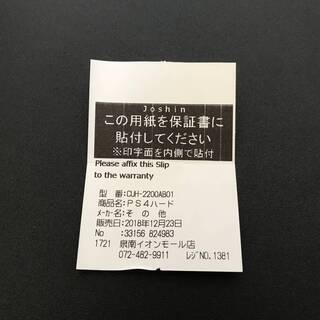 Joshin
この用紙を保証書に
貼付してください
※印字面を内側で貼付
Please affix this Slip
to the warranty
型　番:CUH-2200AB01
商品名:PS4ハード
ﾒｰｶｰ名:そ の 他
販売日:2018年12月23日
No　:33156 824983
1721　泉南イオンモール店
072-482-9911　ﾚｼﾞNO.1381